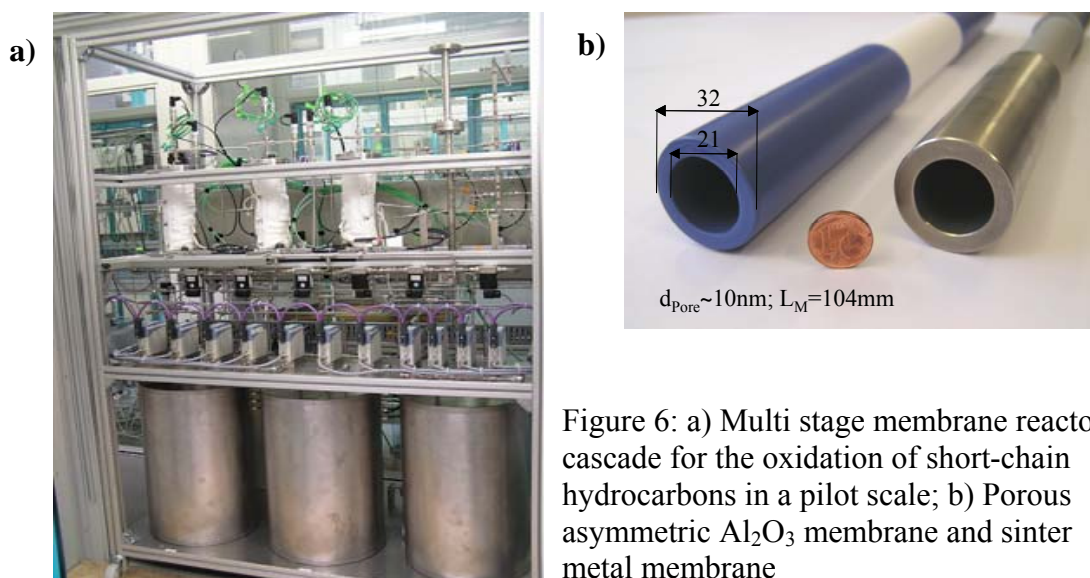 a)
b)
32
21
d_Pore~10nm; L_M=104mm
Figure 6: a) Multi stage membrane reacto
cascade for the oxidation of short-chain
hydrocarbons in a pilot scale; b) Porous
asymmetric Al₂O₃ membrane and sinter
metal membrane